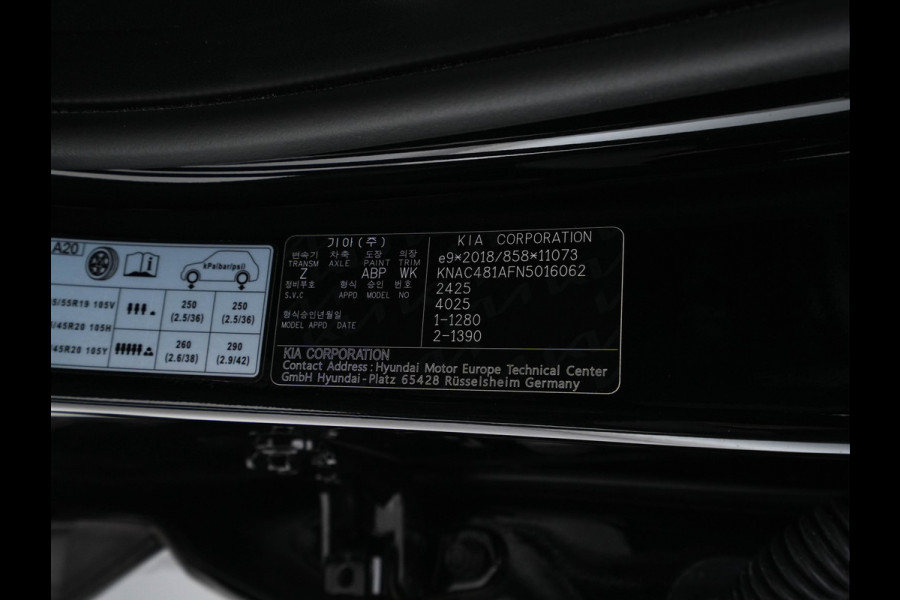 A20
kPa(bar/psi)
/55R19 105V
250
(2.5/36)
250
(2.5/36)
/45R20 105H
/45R20 105Y
260
(2.6/38)
290
(2.9/42)
기아(주)
변속기 차축 도장 의장
TRANSM AXLE PAINT TRIM
Z ABP WK
정비부호 형식 승인 번호
S.V.C APPD MODEL NO
형식승인년월일
MODEL APPD DATE
KIA CORPORATION
e9*2018/858*11073
KNAC481AFN5016062
2425
4025
1-1280
2-1390
KIA CORPORATION
Contact Address : Hyundai Motor Europe Technical Center
GmbH Hyundai-Platz 65428 Rüsselsheim Germany